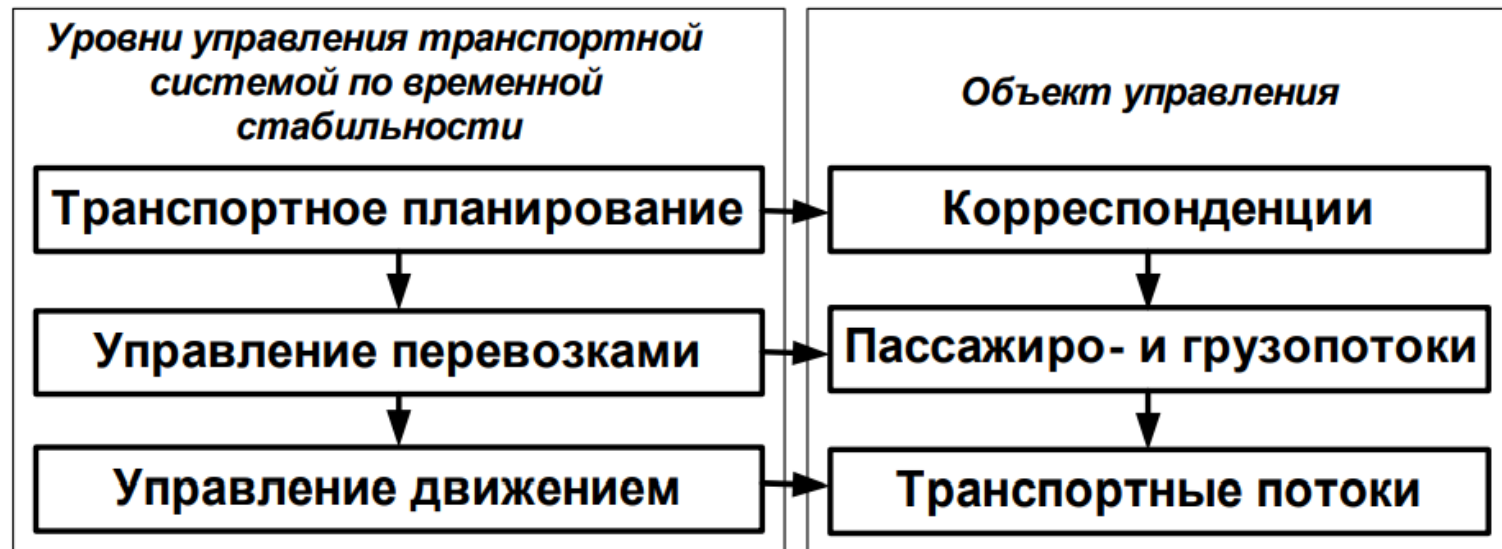 Уровни управления транспортной
системой по временной
стабильности
Объект управления
Транспортное планирование
Корреспонденции
Управление перевозками
Пассажиро- и грузопотоки
Управление движением
Транспортные потоки